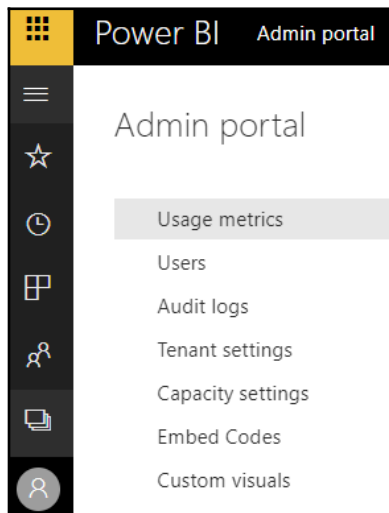 Power BI Admin portal
Admin portal
Usage metrics
Users
Audit logs
Tenant settings
Capacity settings
Embed Codes
Custom visuals